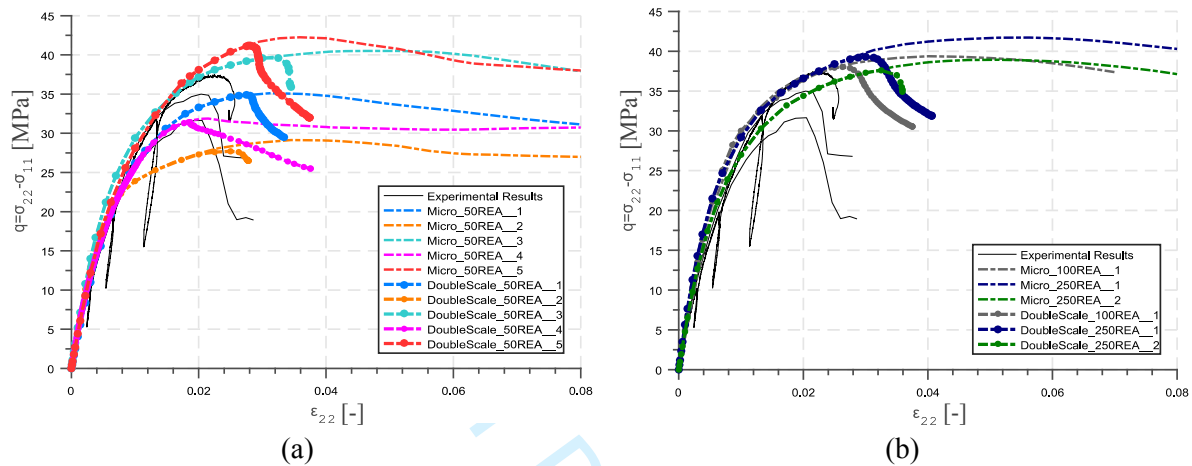 q=σ22-σ11 [MPa]
45
40
35
30
25
20
15
10
5
0
Experimental Results
Micro_50REA__1
Micro_50REA__2
Micro_50REA__3
Micro_50REA__4
Micro_50REA__5
DoubleScale_50REA__1
DoubleScale_50REA__2
DoubleScale_50REA__3
DoubleScale_50REA__4
DoubleScale_50REA__5
0 0.02 0.04 0.06 0.08
ε22 [-]
(a)
q=σ22-σ11 [MPa]
45
40
35
30
25
20
15
10
5
0
Experimental Results
Micro_100REA__1
Micro_250REA__1
Micro_250REA__2
DoubleScale_100REA__1
DoubleScale_250REA__1
DoubleScale_250REA__2
0 0.02 0.04 0.06 0.08
ε22 [-]
(b)